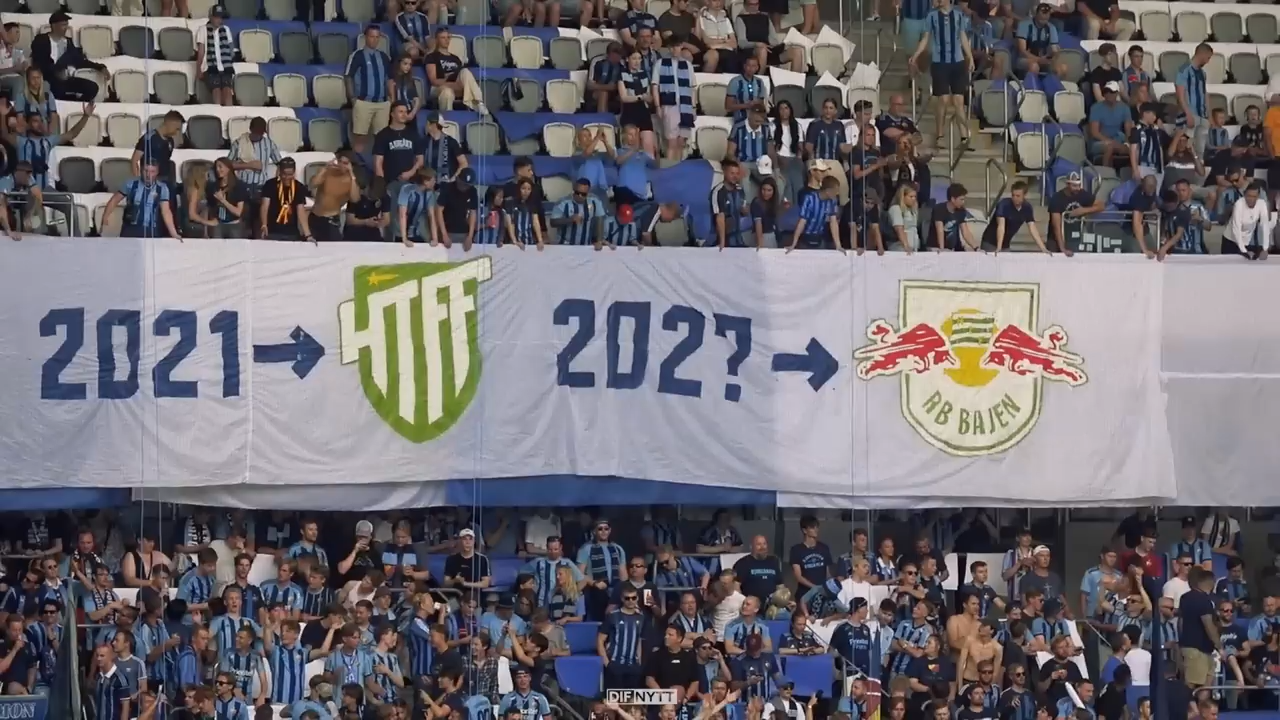 2021 → HTFF 202? → RB BAJEN
DIFNYTT